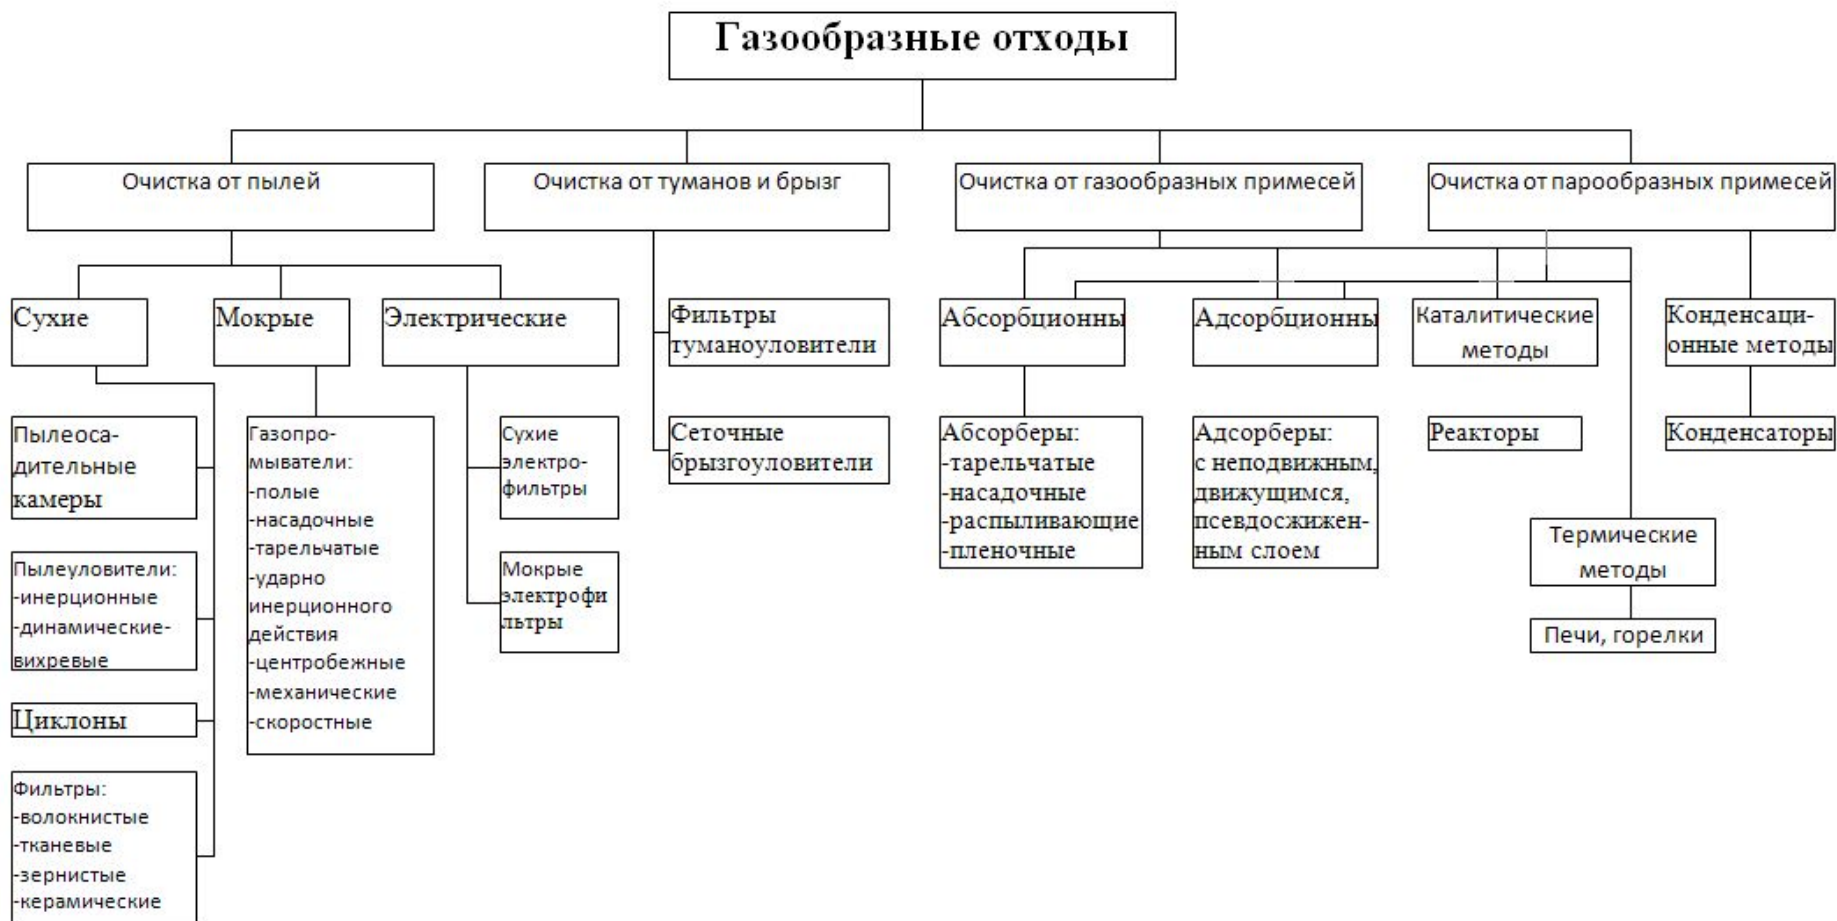 Газообразные отходы
Очистка от пылей
Очистка от туманов и брызг
Очистка от газообразных примесей
Очистка от парообразных примесей
Сухие
Мокрые
Электрические
Фильтры
туманоуловители
Абсорбционны
Адсорбционны
Каталитические
методы
Конденсаци-
онные методы
Пылеоса-
дительные
камеры
Газопро-
мыватели:
-полые
-насадочные
-тарельчатые
-ударно
инерционного
действия
-центробежные
-механические
-скоростные
Сухие
электро-
фильтры
Сеточные
брызгоуловители
Абсорберы:
-тарельчатые
-насадочные
-распыливающие
-пленочные
Адсорберы:
с неподвижным,
движущимся,
псевдосжижен-
ным слоем
Реакторы
Конденсаторы
Термические
методы
Печи, горелки
Пылеуловители:
-инерционные
-динамические-
вихревые
Мокрые
электрофи
льтры
Циклоны
Фильтры:
-волокнистые
-тканевые
-зернистые
-керамические